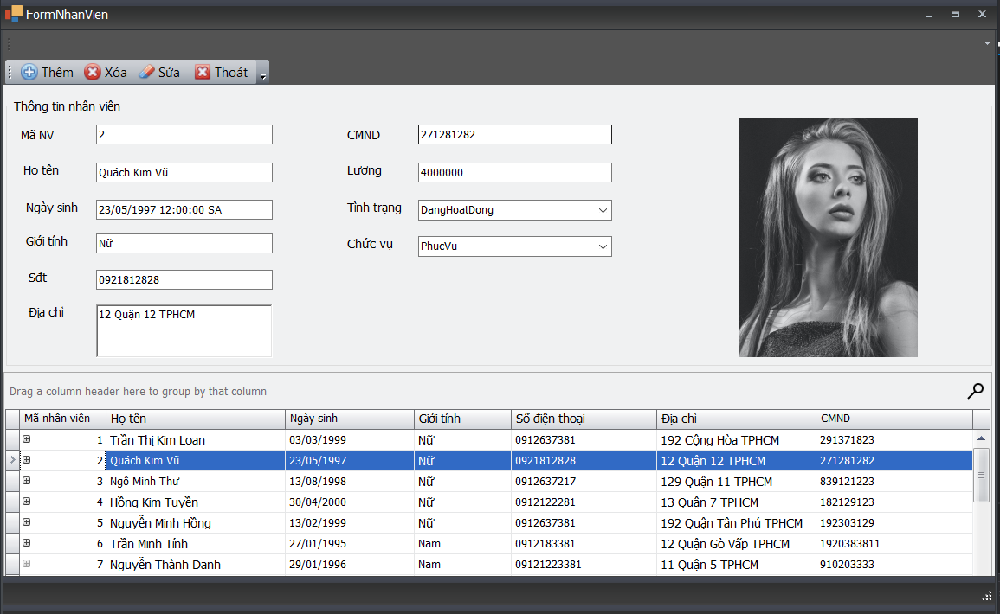 FormNhanVien
Thêm Xóa Sửa Thoát
Thông tin nhân viên
Mã NV 2 CMND 271281282
Họ tên Quách Kim Vũ Lương 4000000
Ngày sinh 23/05/1997 12:00:00 SA Tình trạng DangHoatDong
Giới tính Nữ Chức vụ PhucVu
Sđt 0921812828
Địa chỉ 12 Quận 12 TPHCM
Drag a column header here to group by that column
Mã nhân viên Họ tên Ngày sinh Giới tính Số điện thoại Địa chỉ CMND
1 Trần Thị Kim Loan 03/03/1999 Nữ 0912637381 192 Cộng Hòa TPHCM 291371823
2 Quách Kim Vũ 23/05/1997 Nữ 0921812828 12 Quận 12 TPHCM 271281282
3 Ngô Minh Thư 13/08/1998 Nữ 0912637217 129 Quận 11 TPHCM 839121223
4 Hồng Kim Tuyền 30/04/2000 Nữ 0912122281 13 Quận 7 TPHCM 182129123
5 Nguyễn Minh Hồng 13/02/1999 Nữ 0912637381 192 Quận Tân Phú TPHCM 192303129
6 Trần Minh Tính 27/01/1995 Nam 0912183381 12 Quận Gò Vấp TPHCM 1920383811
7 Nguyễn Thành Danh 29/01/1996 Nam 09121223381 11 Quận 5 TPHCM 910203333